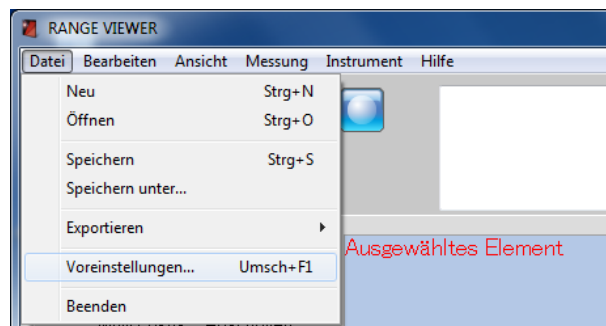 RANGE VIEWER
Datei Bearbeiten Ansicht Messung Instrument Hilfe
Neu Strg+N
Öffnen Strg+O
Speichern Strg+S
Speichern unter...
Exportieren
Ausgewähltes Element
Voreinstellungen... Umsch+F1
Beenden